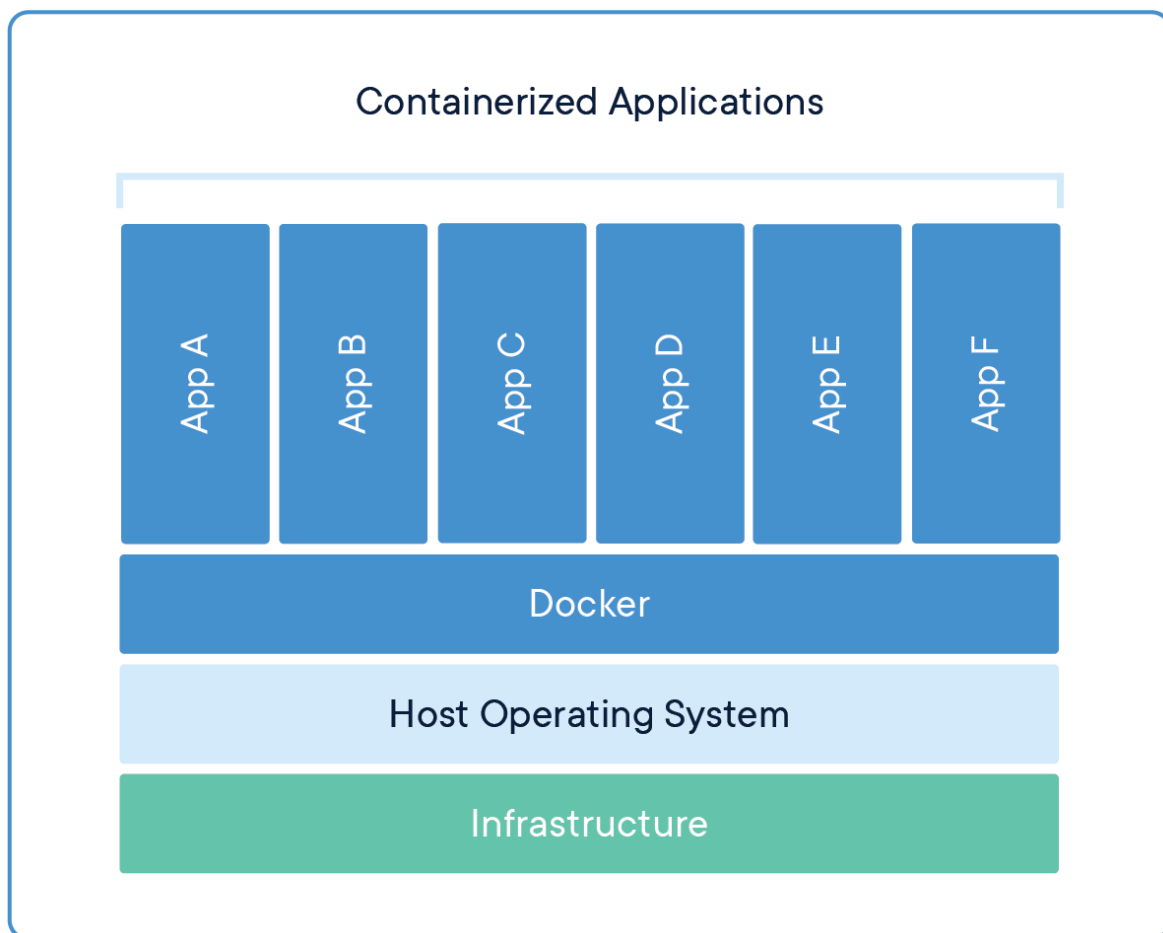 Containerized Applications
App A
App B
App C
App D
App E
App F
Docker
Host Operating System
Infrastructure